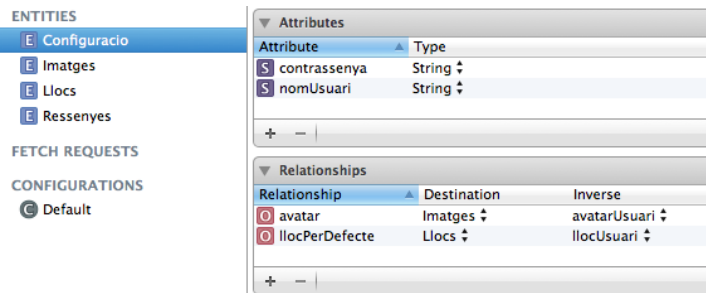 ENTITIES
E Configuracio
E Imatges
E Llocs
E Ressenyes
FETCH REQUESTS
CONFIGURATIONS
C Default
Attributes
Attribute Type
S contrassenya String
S nomUsuari String
+ −
Relationships
Relationship Destination Inverse
O avatar Imatges avatarUsuari
O llocPerDefecte Llocs llocUsuari
+ −